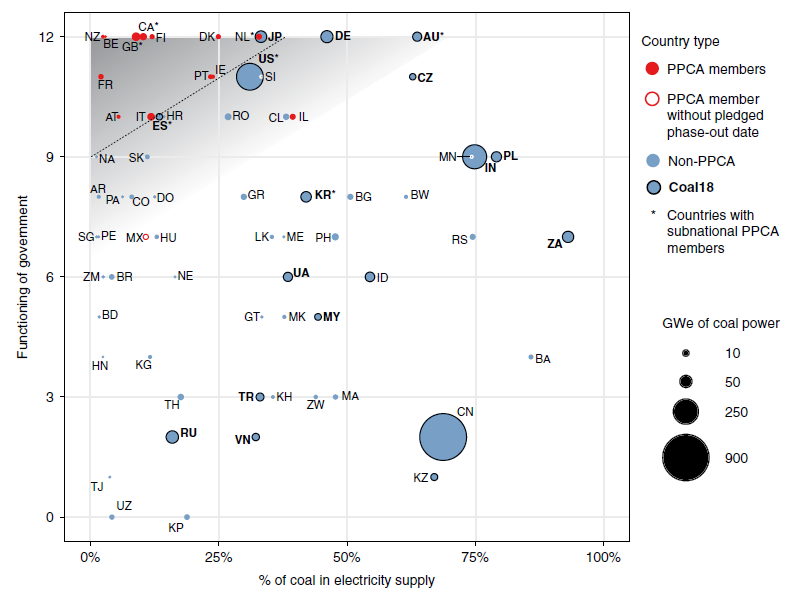 12
9
6
3
0
Functioning of government
NZ
BE
CA*
GB*
FI
DK
NL*
JP
DE
AU*
US*
FR
PT
IE
SI
CZ
AT
IT
HR
ES*
RO
CL
IL
NA
SK
MN
IN
PL
AR
PA
CO
DO
GR
KR*
BG
BW
SG
PE
MX
HU
LK
ME
PH
RS
ZA
ZM
BR
NE
UA
ID
BD
GT
MK
MY
HN
KG
BA
TH
TR
KH
ZW
MA
RU
VN
CN
KZ
TJ
UZ
KP
0%
25%
50%
75%
100%
% of coal in electricity supply
Country type
PPCA members
PPCA member
without pledged
phase-out date
Non-PPCA
Coal18
* Countries with
subnational PPCA
members
GWe of coal power
10
50
250
900